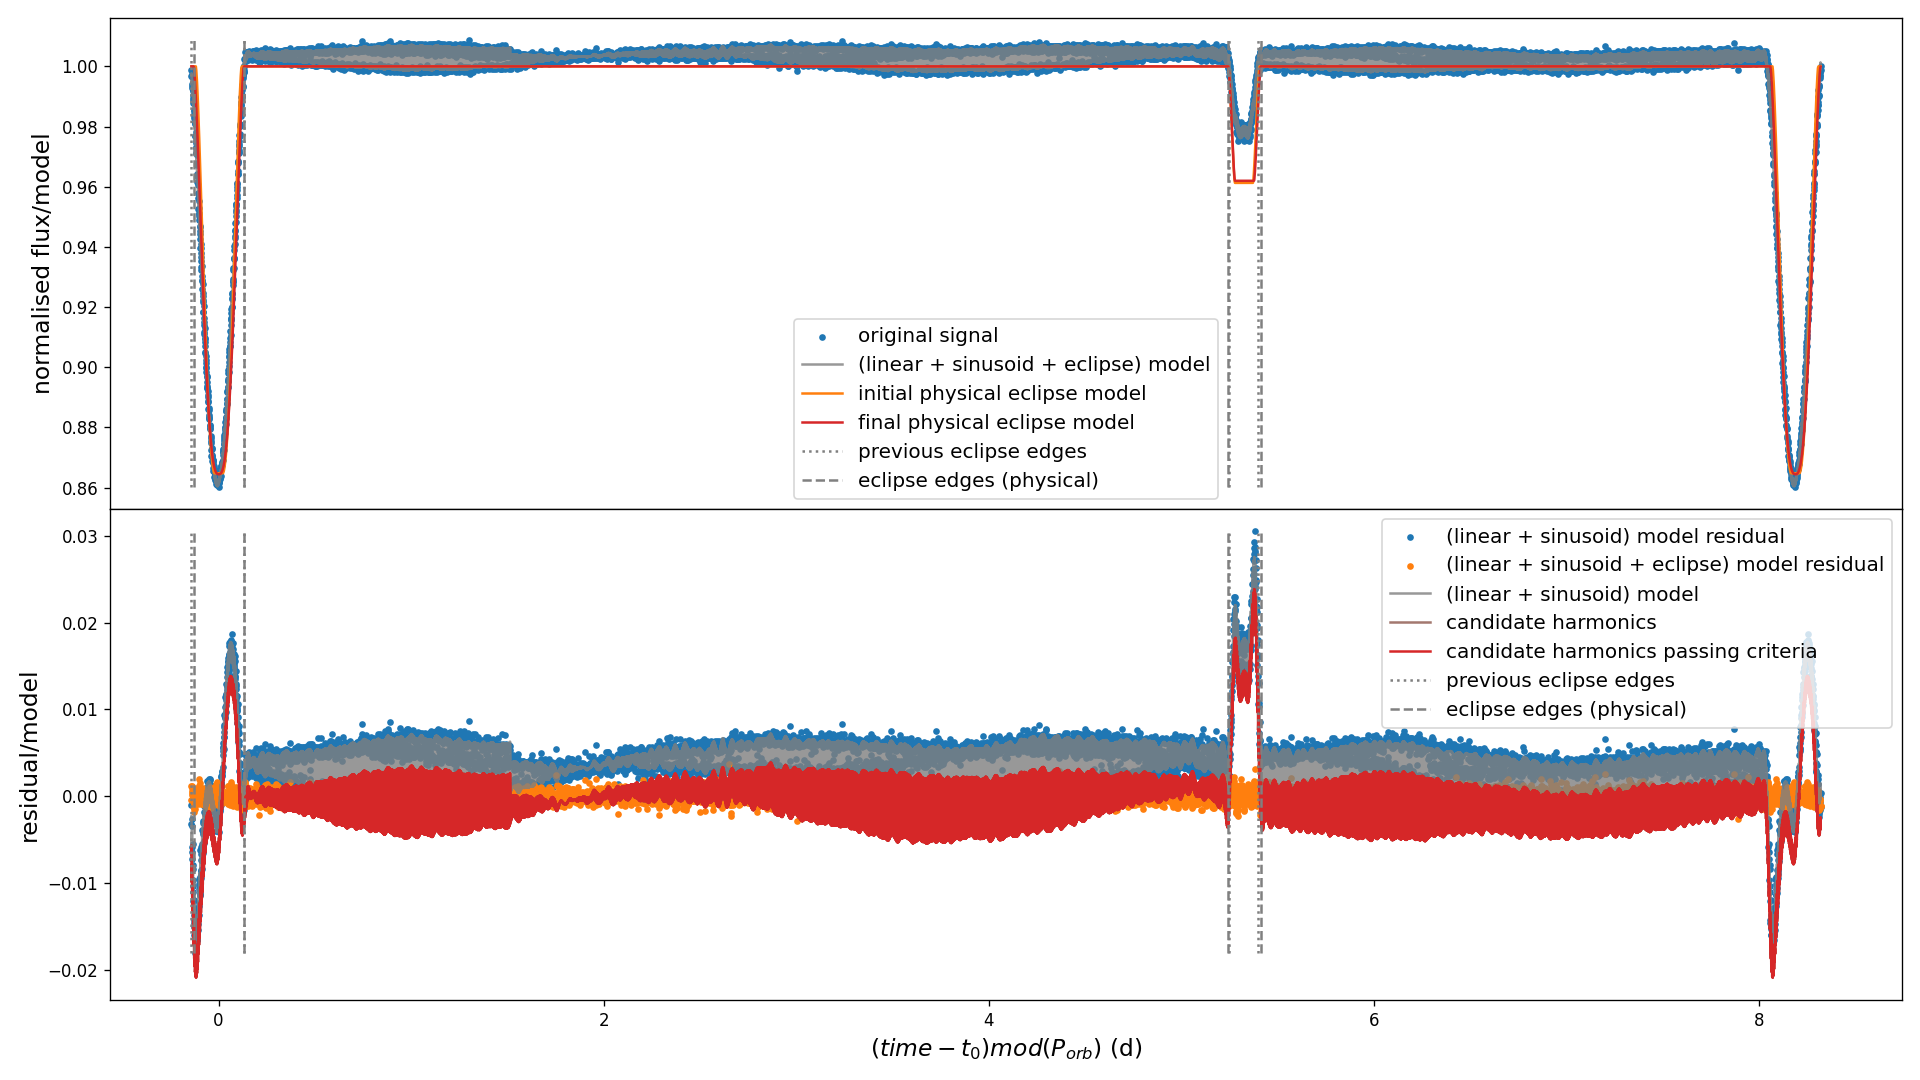 normalised flux/model
1.00
0.98
0.96
0.94
0.92
0.90
0.88
0.86
original signal
(linear + sinusoid + eclipse) model
initial physical eclipse model
final physical eclipse model
previous eclipse edges
eclipse edges (physical)
residual/model
0.03
0.02
0.01
0.00
−0.01
−0.02
(linear + sinusoid) model residual
(linear + sinusoid + eclipse) model residual
(linear + sinusoid) model
candidate harmonics
candidate harmonics passing criteria
previous eclipse edges
eclipse edges (physical)
0 2 4 6 8
(time − t₀)mod(P_orb) (d)